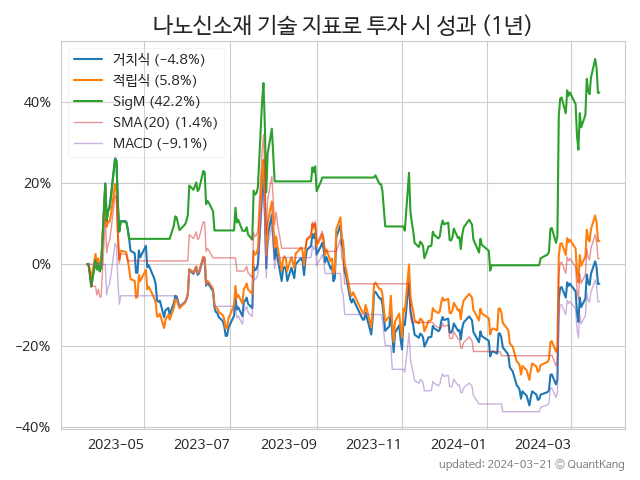 나노신소재 기술 지표로 투자 시 성과 (1년)
거치식 (−4.8%)
적립식 (5.8%)
SigM (42.2%)
SMA(20) (1.4%)
MACD (−9.1%)
40%
20%
0%
−20%
−40%
2023−05 2023−07 2023−09 2023−11 2024−01 2024−03
updated: 2024−03−21 © QuantKang